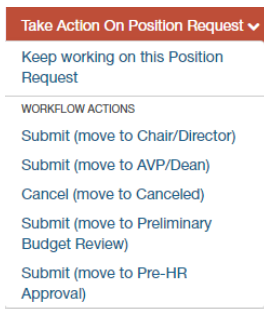 Take Action On Position Request
Keep working on this Position
Request
WORKFLOW ACTIONS
Submit (move to Chair/Director)
Submit (move to AVP/Dean)
Cancel (move to Canceled)
Submit (move to Preliminary
Budget Review)
Submit (move to Pre-HR
Approval)